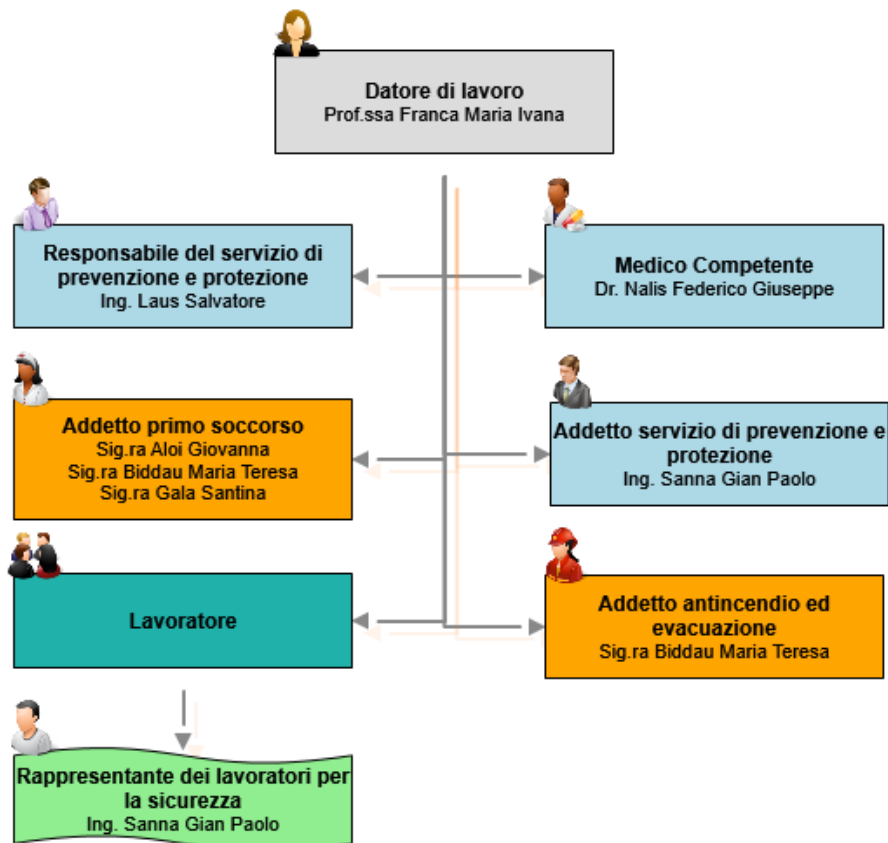 Datore di lavoro
Prof.ssa Franca Maria Ivana
Responsabile del servizio di
prevenzione e protezione
Ing. Laus Salvatore
Medico Competente
Dr. Nalis Federico Giuseppe
Addetto primo soccorso
Sig.ra Aloi Giovanna
Sig.ra Biddau Maria Teresa
Sig.ra Gala Santina
Addetto servizio di prevenzione e
protezione
Ing. Sanna Gian Paolo
Lavoratore
Addetto antincendio ed
evacuazione
Sig.ra Biddau Maria Teresa
Rappresentante dei lavoratori per
la sicurezza
Ing. Sanna Gian Paolo